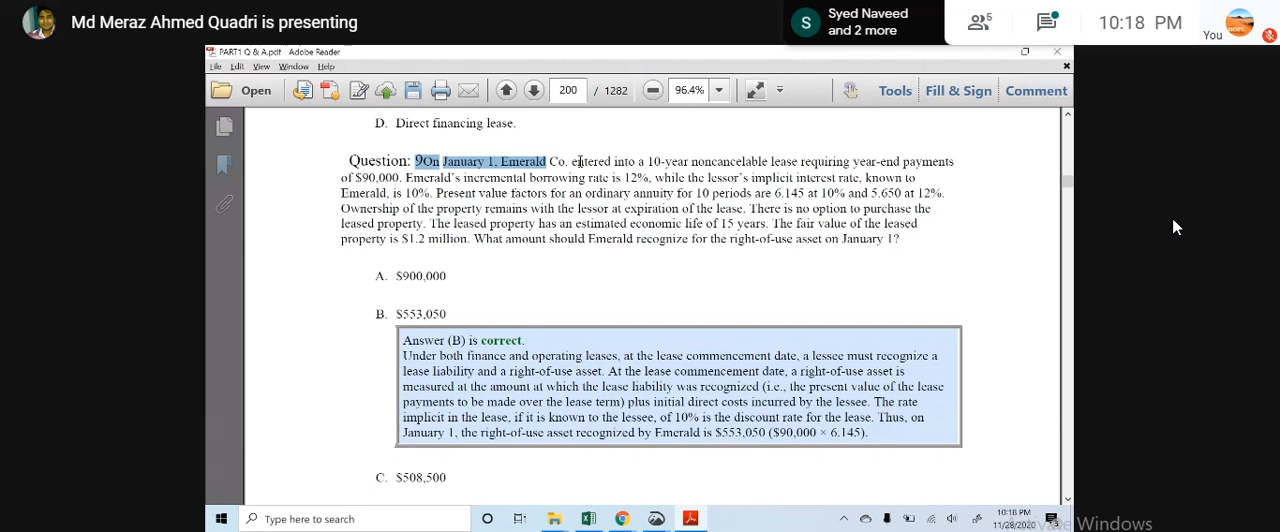 Md Meraz Ahmed Quadri is presenting
S
Syed Naveed
and 2 more
5
10:18 PM
You
PART1 Q & A.pdf - Adobe Reader
File Edit View Window Help
Open
200 / 1282
96.4%
Tools
Fill & Sign
Comment
D. Direct financing lease.
Question: 9On January 1, Emerald Co. entered into a 10-year noncancelable lease requiring year-end payments
of $90,000. Emerald's incremental borrowing rate is 12%, while the lessor's implicit interest rate, known to
Emerald, is 10%. Present value factors for an ordinary annuity for 10 periods are 6.145 at 10% and 5.650 at 12%.
Ownership of the property remains with the lessor at expiration of the lease. There is no option to purchase the
leased property. The leased property has an estimated economic life of 15 years. The fair value of the leased
property is $1.2 million. What amount should Emerald recognize for the right-of-use asset on January 1?
A. $900,000
B. $553,050
Answer (B) is correct.
Under both finance and operating leases, at the lease commencement date, a lessee must recognize a
lease liability and a right-of-use asset. At the lease commencement date, a right-of-use asset is
measured at the amount at which the lease liability was recognized (i.e., the present value of the lease
payments to be made over the lease term) plus initial direct costs incurred by the lessee. The rate
implicit in the lease, if it is known to the lessee, of 10% is the discount rate for the lease. Thus, on
January 1, the right-of-use asset recognized by Emerald is $553,050 ($90,000 × 6.145).
C. $508,500
Type here to search
10:18 PM
11/28/2020
Windows